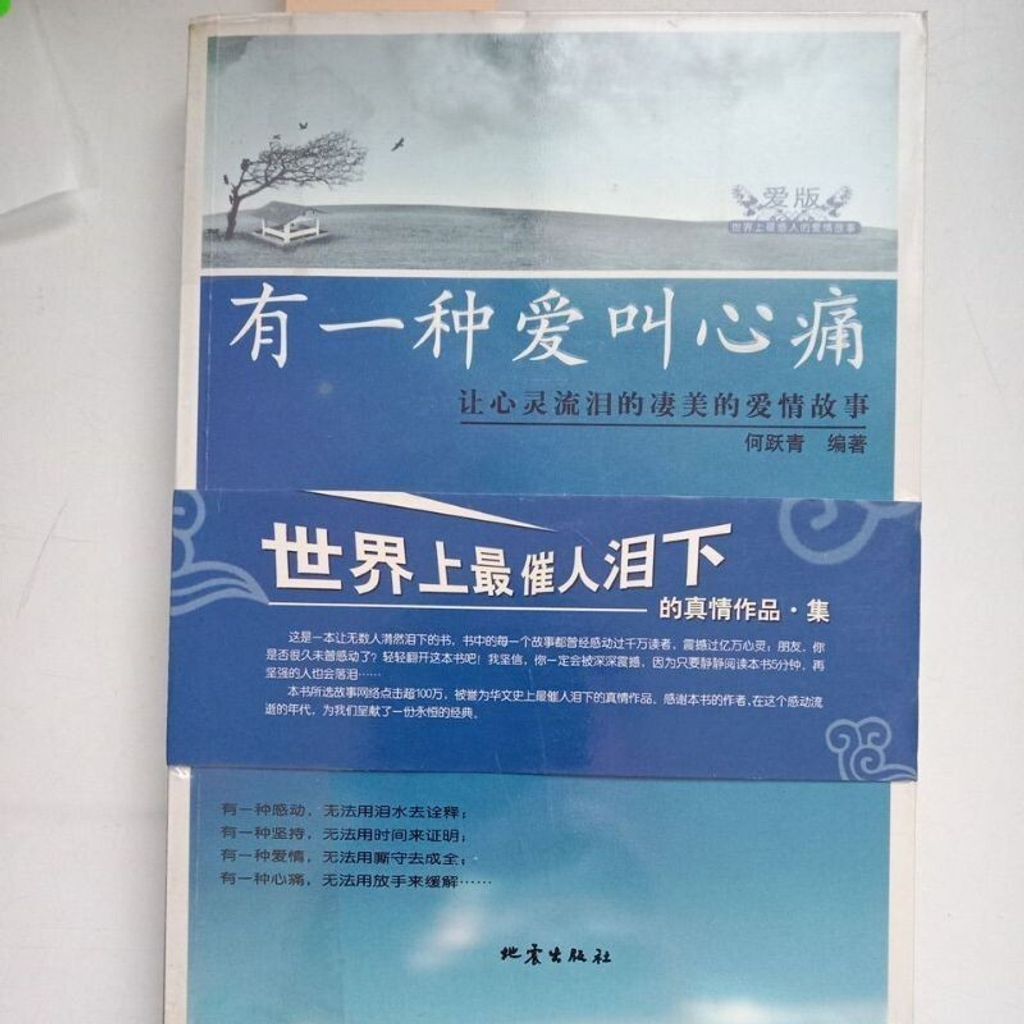 爱版
世界上最感人的爱情故事
有一种爱叫心痛
让心灵流泪的凄美的爱情故事
何跃青 编著
世界上最催人泪下
的真情作品·集
这是一本让无数人潸然泪下的书，书中的每一个故事都曾经感动过千万读者，震撼过亿万心灵；朋友，你
是否很久未曾感动了？轻轻翻开这本书吧！我坚信，你一定会被深深震撼，因为只要静静阅读本书5分钟，再
坚强的人也会落泪……
本书所选故事网络点击超100万，被誉为华文史上最催人泪下的真情作品。感谢本书的作者，在这个感动流
逝的年代，为我们呈献了一份永恒的经典。
有一种感动，无法用泪水去诠释；
有一种坚持，无法用时间来证明；
有一种爱情，无法用厮守去成全；
有一种心痛，无法用放手来缓解……
地震出版社